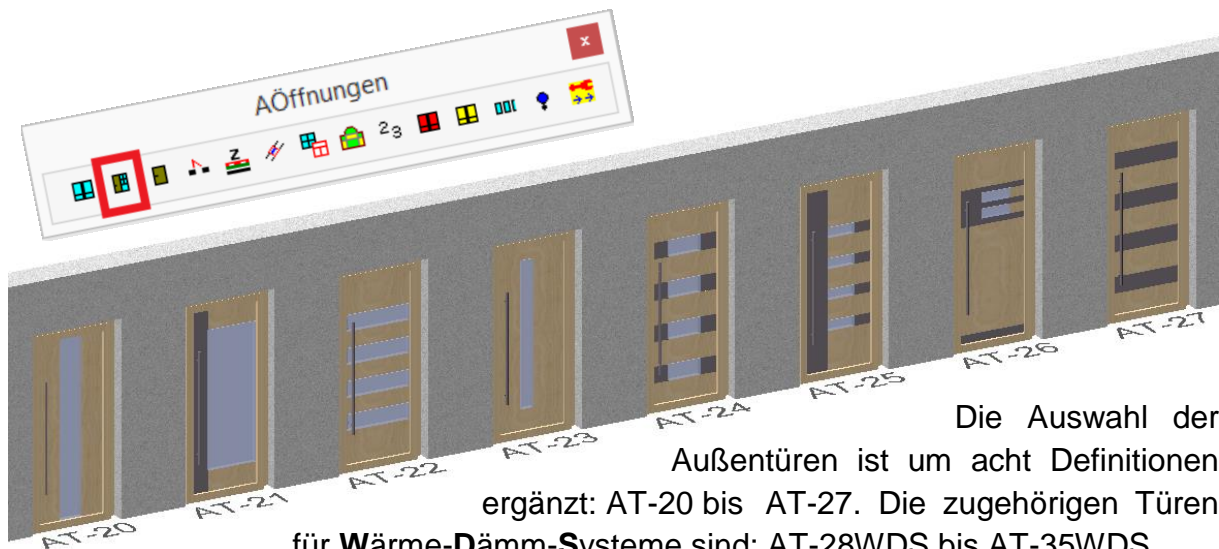 AÖffnungen
x
Z
2 3
AT-20
AT-21
AT-22
AT-23
AT-24
AT-25
AT-26
AT-27
Die Auswahl der
Außentüren ist um acht Definitionen
ergänzt: AT-20 bis AT-27. Die zugehörigen Türen
für Wärme-Dämm-Systeme sind: AT-28WDS bis AT-35WDS